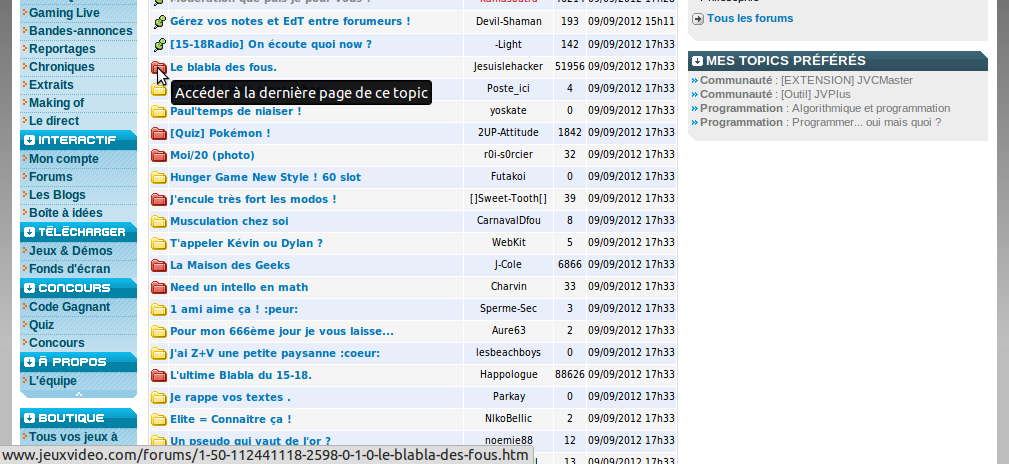 Gaming Live
Bandes-annonces
Reportages
Chroniques
Extraits
Making of
Le direct
INTERACTIF
Mon compte
Forums
Les Blogs
Boîte à idées
TÉLÉCHARGER
Jeux & Démos
Fonds d'écran
CONCOURS
Code Gagnant
Quiz
Concours
À PROPOS
L'équipe
BOUTIQUE
Tous vos jeux à
Gérez vos notes et EdT entre forumeurs ! Devil-Shaman 193 09/09/2012 15h11
[15-18Radio] On écoute quoi now ? -Light 142 09/09/2012 17h33
Le blabla des fous. Jesuislehacker 51956 09/09/2012 17h33
Accéder à la dernière page de ce topic
Poste_ici 4 09/09/2012 17h33
Paul'temps de niaiser ! yoskate 0 09/09/2012 17h33
[Quiz] Pokémon ! 2UP-Attitude 1842 09/09/2012 17h33
Moi/20 (photo) r0i-s0rcier 32 09/09/2012 17h33
Hunger Game New Style ! 60 slot Futakoi 0 09/09/2012 17h33
J'encule très fort les modos ! []Sweet-Tooth[] 39 09/09/2012 17h33
Musculation chez soi CarnavalDfou 8 09/09/2012 17h33
T'appeler Kévin ou Dylan ? WebKit 5 09/09/2012 17h33
La Maison des Geeks J-Cole 6866 09/09/2012 17h33
Need un intello en math Charvin 33 09/09/2012 17h33
1 ami aime ça ! :peur: Sperme-Sec 3 09/09/2012 17h33
Pour mon 666ème jour je vous laisse... Aure63 2 09/09/2012 17h33
J'ai Z+V une petite paysanne :coeur: lesbeachboys 0 09/09/2012 17h33
L'ultime Blabla du 15-18. Happologue 88626 09/09/2012 17h33
Je rappe vos textes . Parkay 0 09/09/2012 17h33
Elite = Connaitre ça ! NIkoBellic 2 09/09/2012 17h33
Un pseudo qui vaut de l'or ? noemie88 12 09/09/2012 17h33
13 09/09/2012 17h33
Tous les forums
MES TOPICS PRÉFÉRÉS
Communauté : [EXTENSION] JVCMaster
Communauté : [Outil] JVPlus
Programmation : Algorithmique et programmation
Programmation : Programmer... oui mais quoi ?
www.jeuxvideo.com/forums/1-50-112441118-2598-0-1-0-le-blabla-des-fous.htm